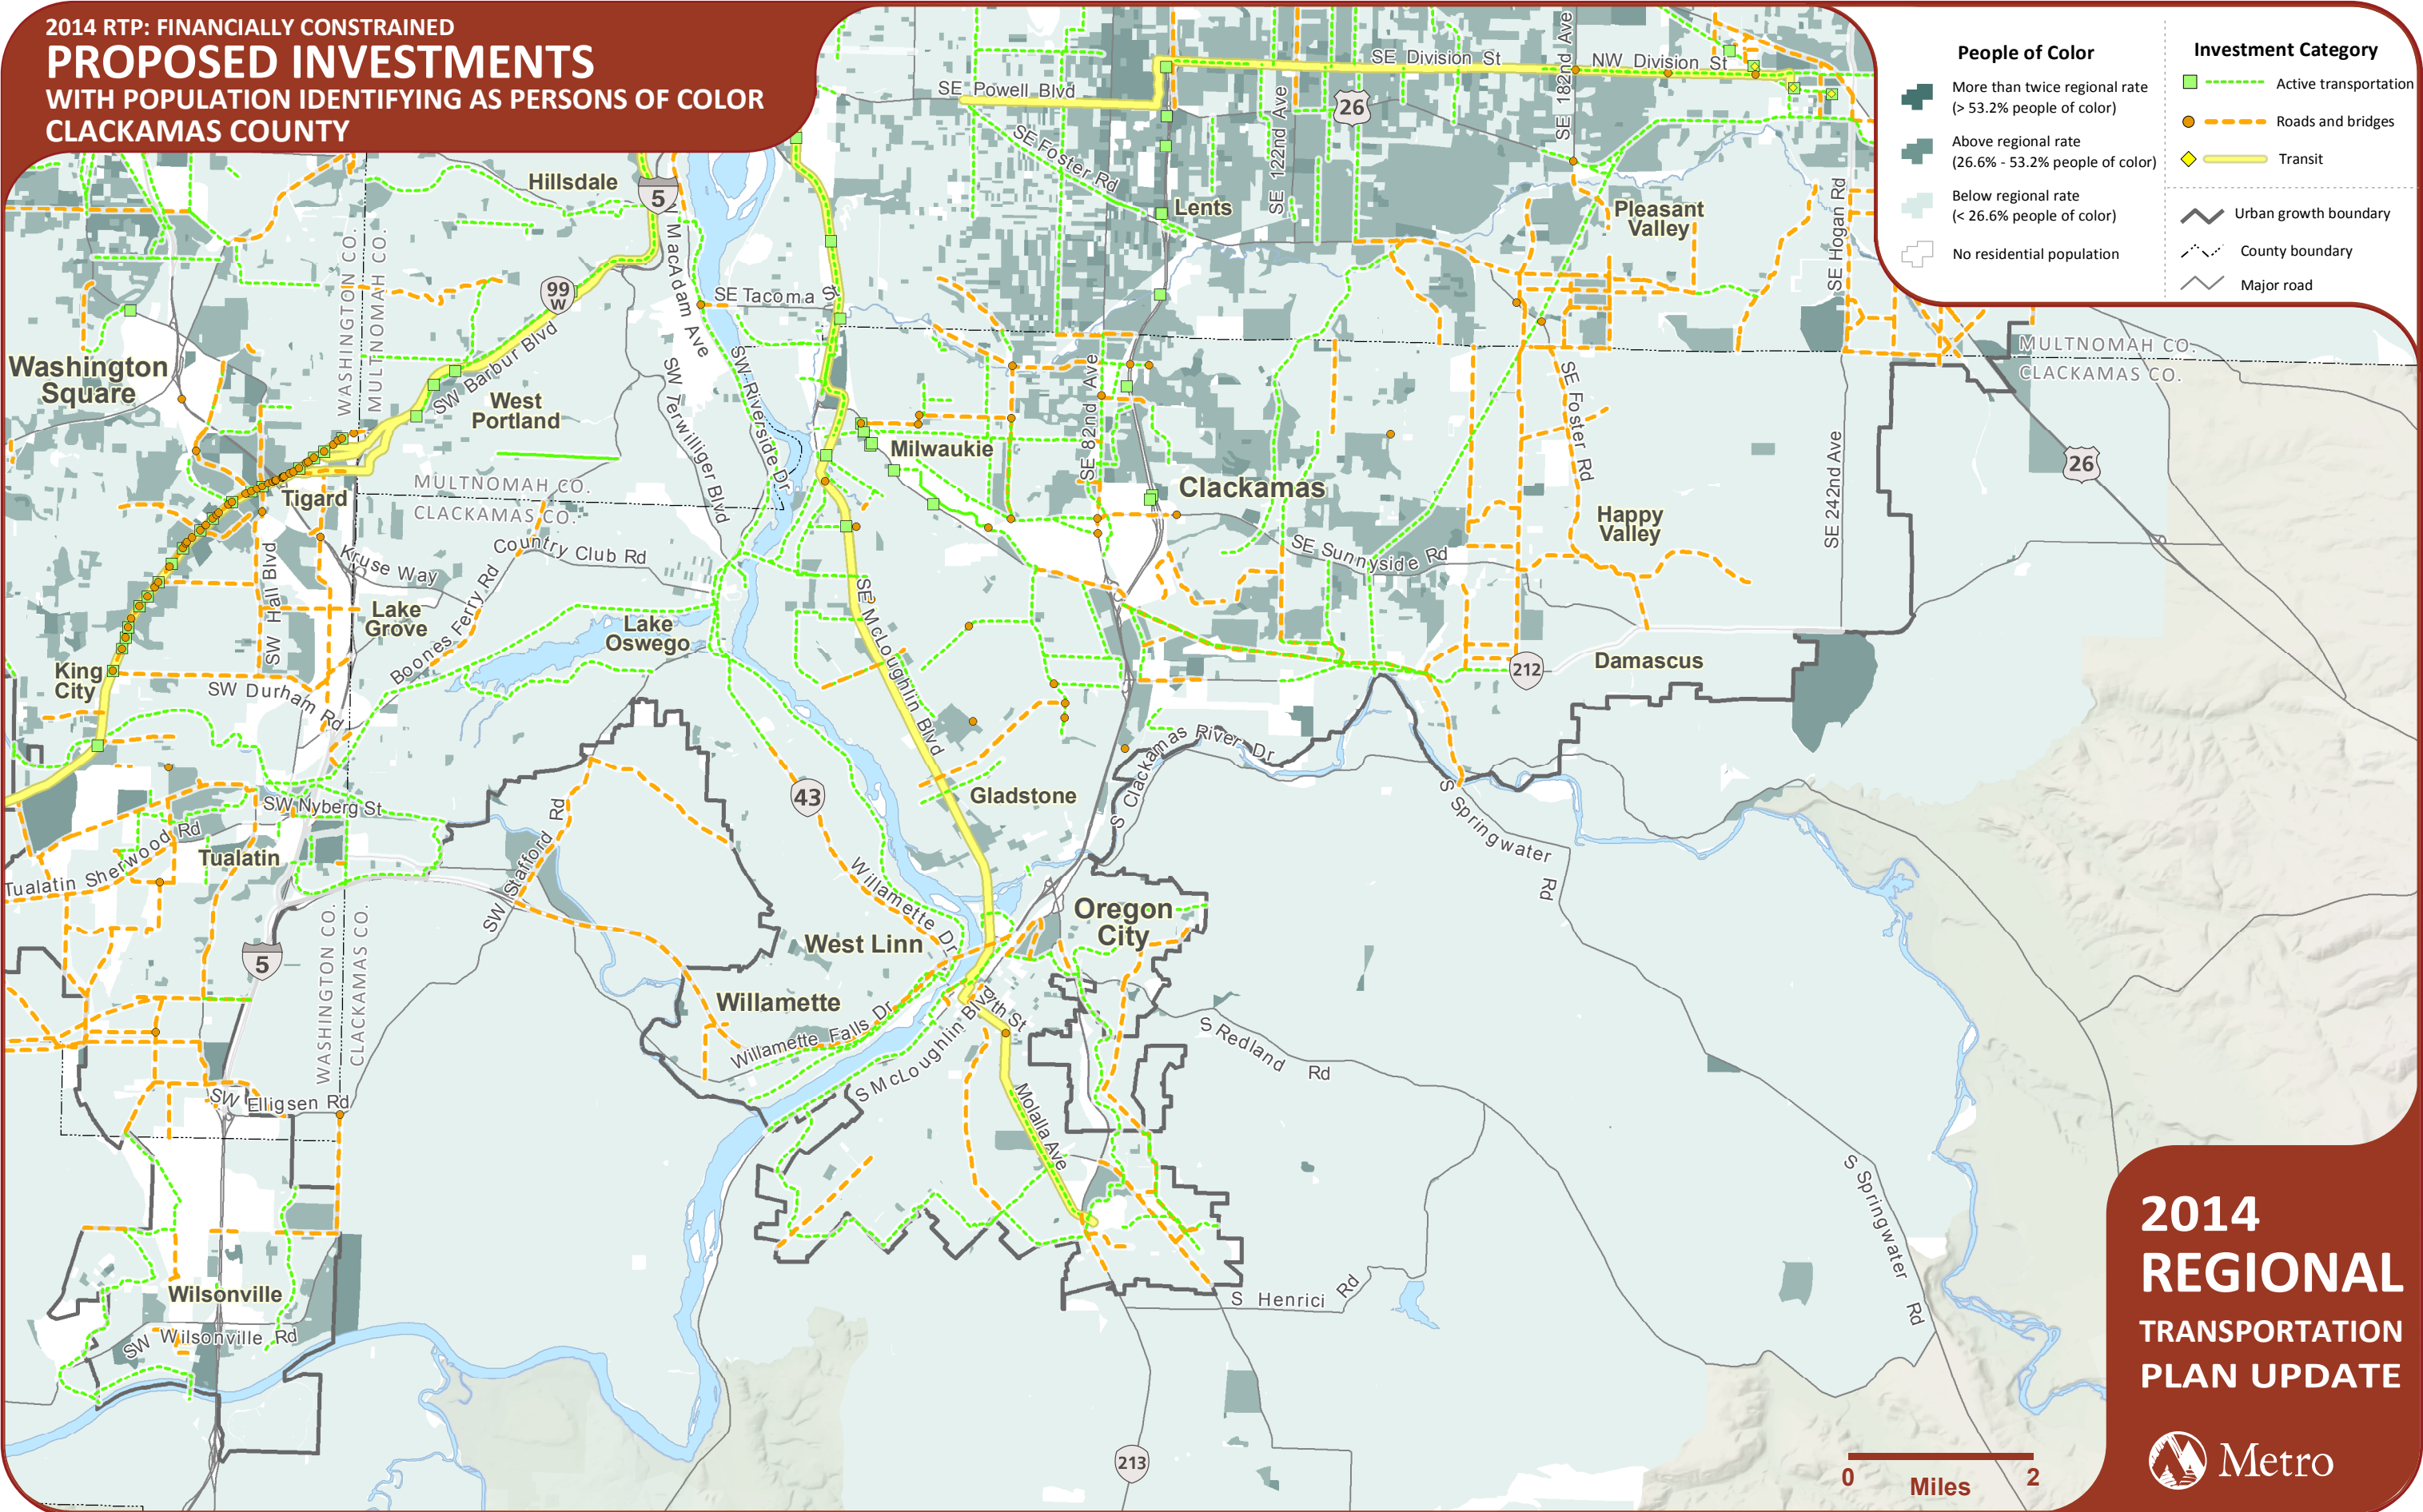 2014 RTP: FINANCIALLY CONSTRAINED
PROPOSED INVESTMENTS
WITH POPULATION IDENTIFYING AS PERSONS OF COLOR
CLACKAMAS COUNTY
People of Color
More than twice regional rate
(> 53.2% people of color)
Above regional rate
(26.6% - 53.2% people of color)
Below regional rate
(< 26.6% people of color)
No residential population
Investment Category
Active transportation
Roads and bridges
Transit
Urban growth boundary
County boundary
Major road
SE Division St
NW Division St
SE Powell Blvd
SE 182nd Ave
SE 122nd Ave
26
SE Foster Rd
Hillsdale
5
Lents
Pleasant
Valley
SE Hogan Rd
WASHINGTON CO.
MULTNOMAH CO.
MacAdam Ave
99
W
SE Tacoma St
SW Barbur Blvd
Washington
Square
West
Portland
SW Terwilliger Blvd
SW Riverside Dr
SE 82nd Ave
MULTNOMAH CO.
CLACKAMAS CO.
SE Foster Rd
Milwaukie
Clackamas
SE 242nd Ave
26
Tigard
MULTNOMAH CO.
CLACKAMAS CO.
Happy
Valley
Kruse Way
Country Club Rd
SE Sunnyside Rd
SW Hall Blvd
Lake
Grove
Boones Ferry Rd
Lake
Oswego
SE McLoughlin Blvd
King
City
SW Durham Rd
212
Damascus
S Clackamas River Dr
43
Gladstone
SW Nyberg St
SW Stafford Rd
S Springwater Rd
Tualatin Sherwood Rd
Tualatin
Willamette Dr
Oregon
City
West Linn
5
WASHINGTON CO.
CLACKAMAS CO.
Willamette
7th St
S Redland Rd
Willamette Falls Dr
S McLoughlin Blvd
SW Elligsen Rd
Molalla Ave
S Springwater Rd
Wilsonville
S Henrici Rd
SW Wilsonville Rd
213
0
2
Miles
2014
REGIONAL
TRANSPORTATION
PLAN UPDATE
Metro